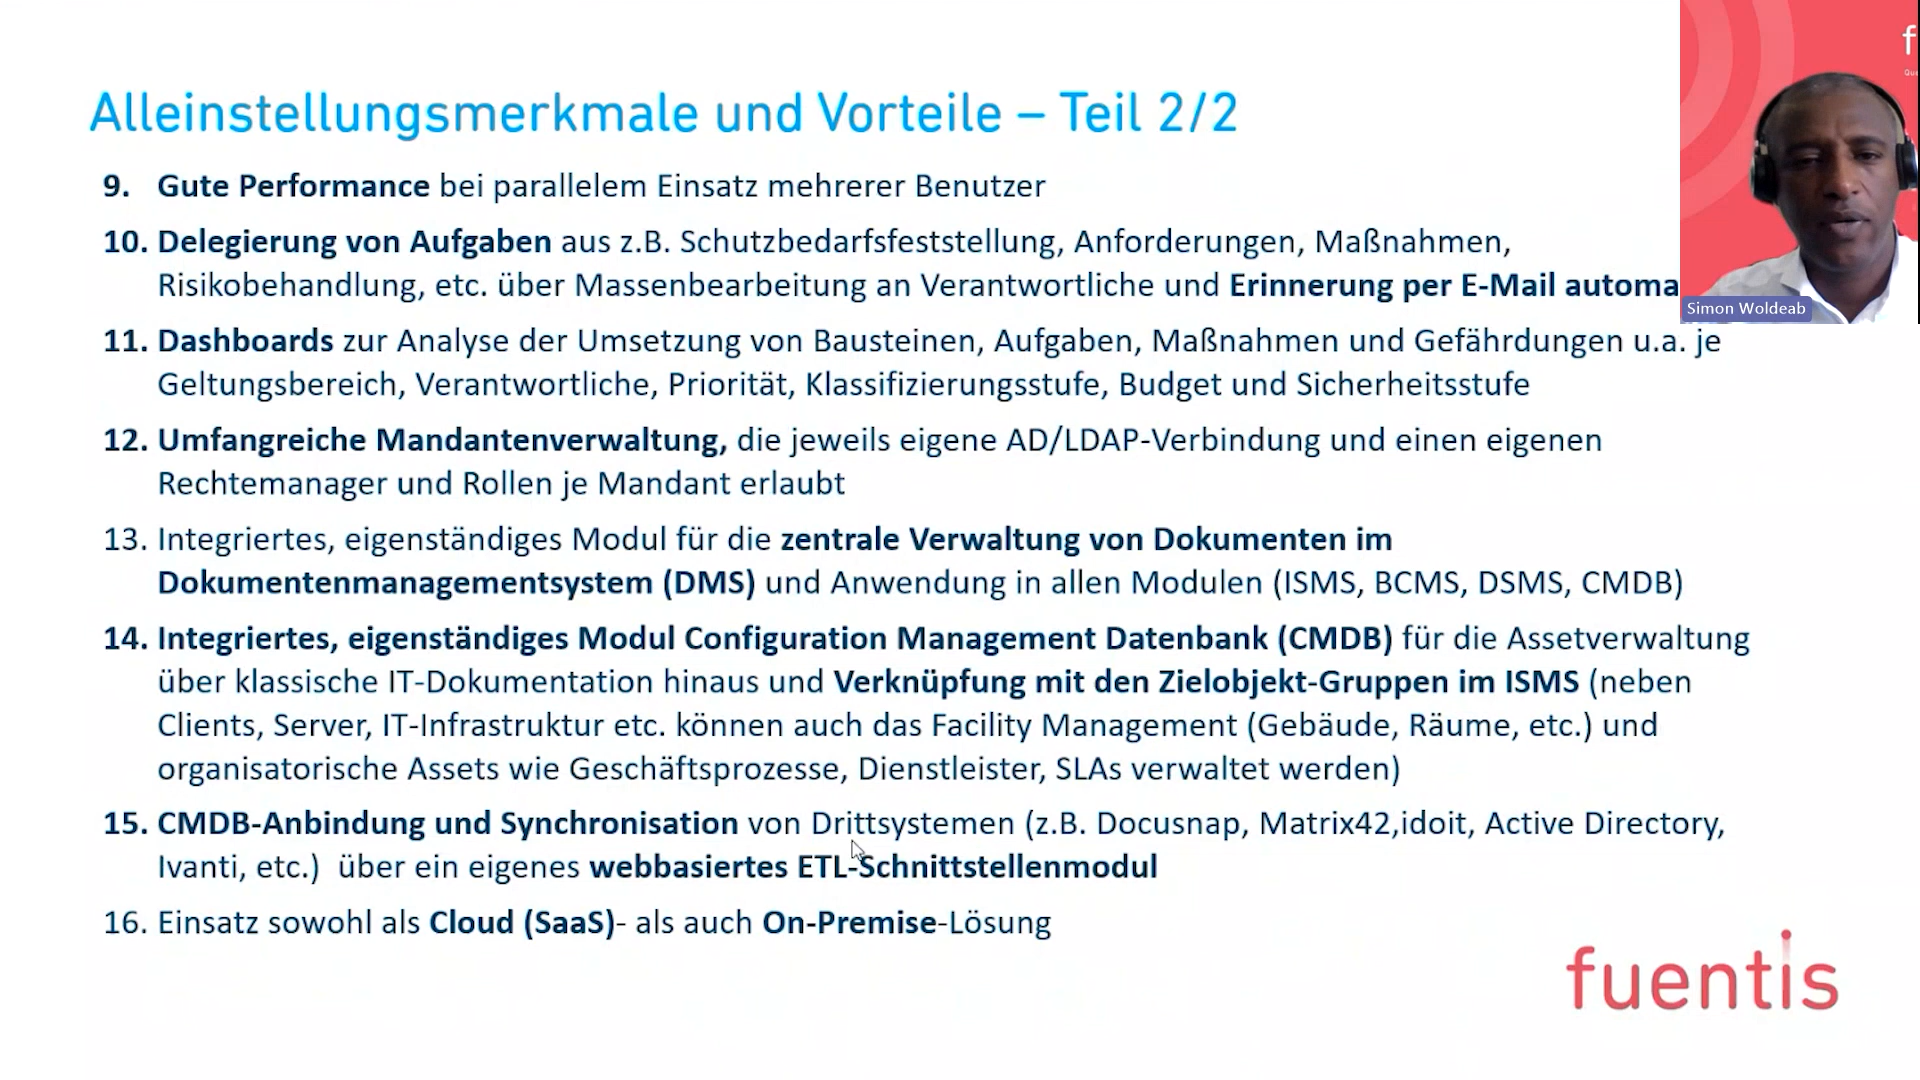 Alleinstellungsmerkmale und Vorteile – Teil 2/2
9. Gute Performance bei parallelem Einsatz mehrerer Benutzer
10. Delegierung von Aufgaben aus z.B. Schutzbedarfsfeststellung, Anforderungen, Maßnahmen,
Risikobehandlung, etc. über Massenbearbeitung an Verantwortliche und Erinnerung per E-Mail automa
Simon Woldeab
11. Dashboards zur Analyse der Umsetzung von Bausteinen, Aufgaben, Maßnahmen und Gefährdungen u.a. je
Geltungsbereich, Verantwortliche, Priorität, Klassifizierungsstufe, Budget und Sicherheitsstufe
12. Umfangreiche Mandantenverwaltung, die jeweils eigene AD/LDAP-Verbindung und einen eigenen
Rechtemanager und Rollen je Mandant erlaubt
13. Integriertes, eigenständiges Modul für die zentrale Verwaltung von Dokumenten im
Dokumentenmanagementsystem (DMS) und Anwendung in allen Modulen (ISMS, BCMS, DSMS, CMDB)
14. Integriertes, eigenständiges Modul Configuration Management Datenbank (CMDB) für die Assetverwaltung
über klassische IT-Dokumentation hinaus und Verknüpfung mit den Zielobjekt-Gruppen im ISMS (neben
Clients, Server, IT-Infrastruktur etc. können auch das Facility Management (Gebäude, Räume, etc.) und
organisatorische Assets wie Geschäftsprozesse, Dienstleister, SLAs verwaltet werden)
15. CMDB-Anbindung und Synchronisation von Drittsystemen (z.B. Docusnap, Matrix42,idoit, Active Directory,
Ivanti, etc.)  über ein eigenes webbasiertes ETL-Schnittstellenmodul
16. Einsatz sowohl als Cloud (SaaS)- als auch On-Premise-Lösung
fuentis